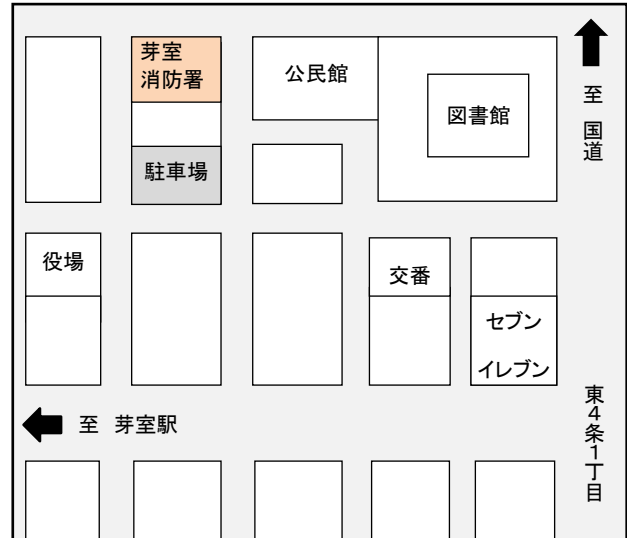 芽室
消防署
公民館
図書館
駐車場
至 国道
役場
交番
セブン
イレブン
至 芽室駅
東4条1丁目